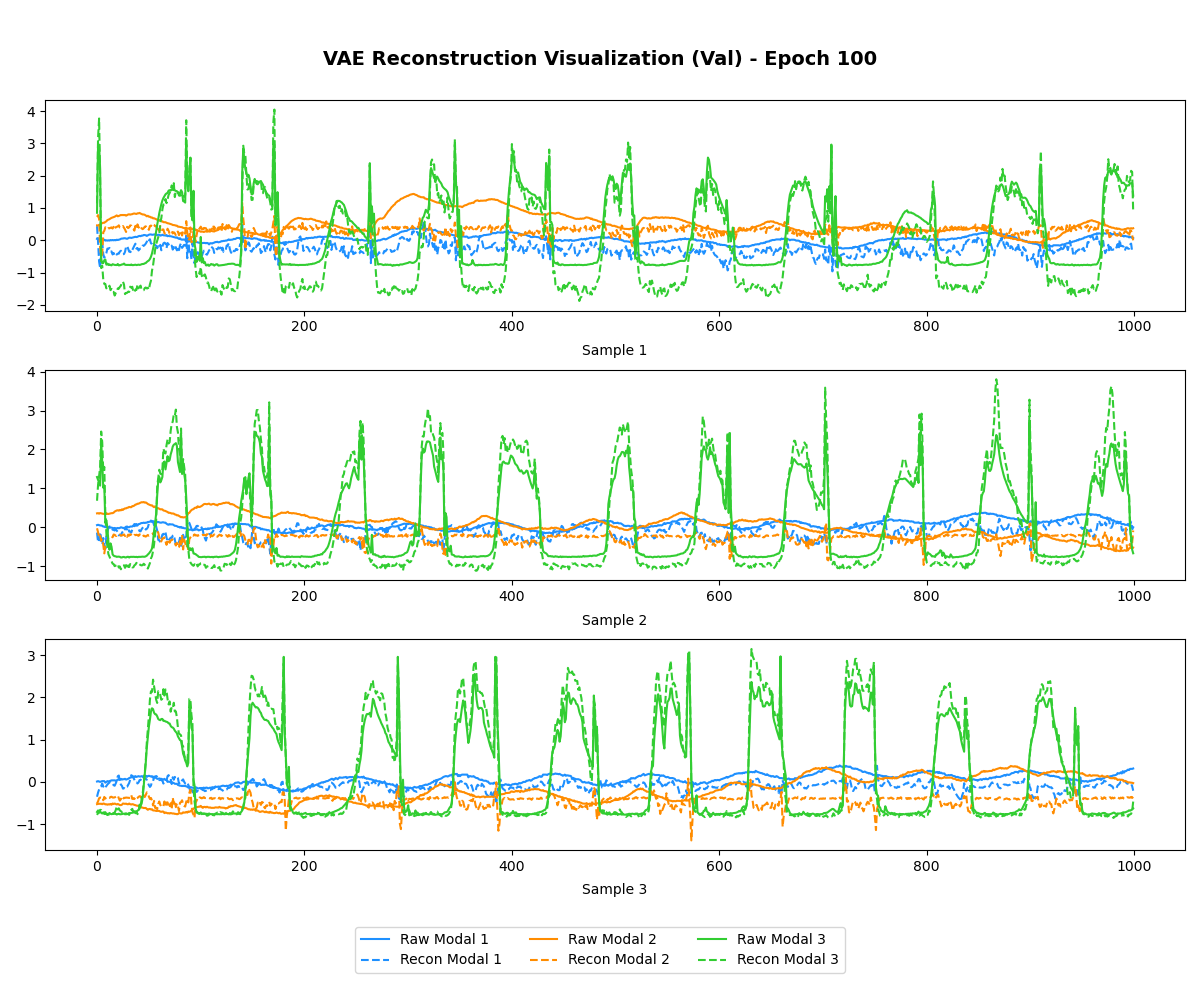 VAE Reconstruction Visualization (Val) - Epoch 100
4
3
2
1
0
−1
−2
0 200 400 600 800 1000
Sample 1
4
3
2
1
0
−1
0 200 400 600 800 1000
Sample 2
3
2
1
0
−1
0 200 400 600 800 1000
Sample 3
Raw Modal 1 Raw Modal 2 Raw Modal 3
Recon Modal 1 Recon Modal 2 Recon Modal 3